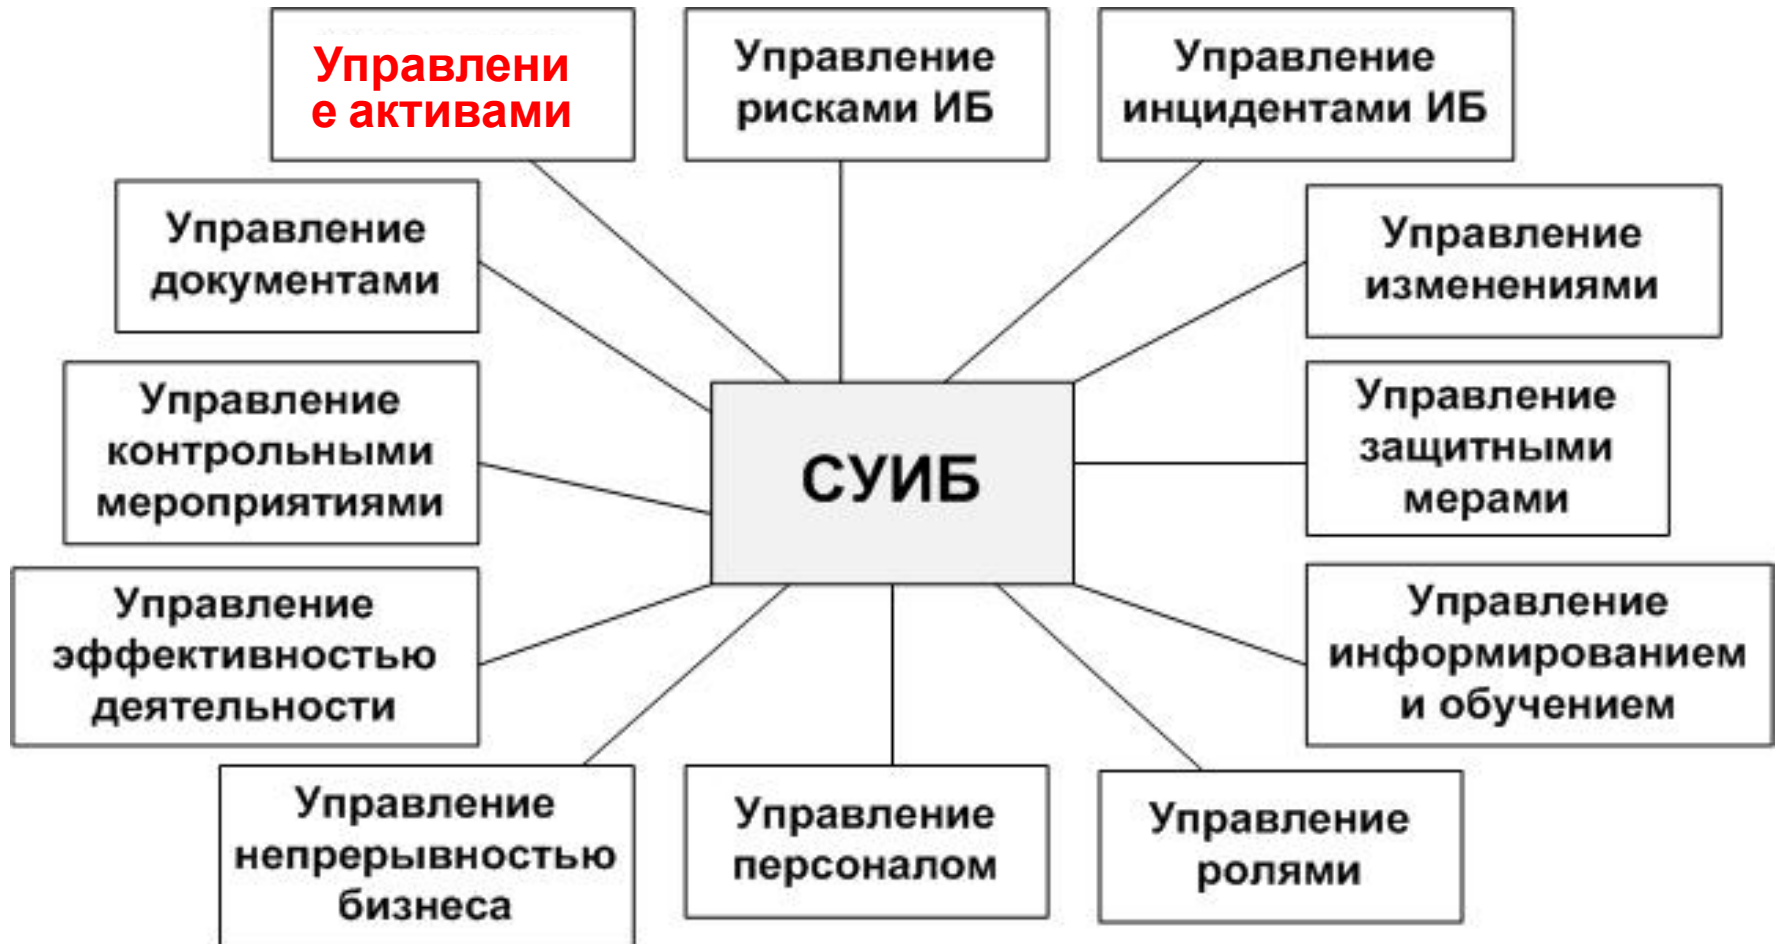 Управлени
е активами
Управление
рисками ИБ
Управление
инцидентами ИБ
Управление
документами
Управление
изменениями
Управление
контрольными
мероприятиями
СУИБ
Управление
защитными
мерами
Управление
эффективностью
деятельности
Управление
информированием
и обучением
Управление
непрерывностью
бизнеса
Управление
персоналом
Управление
ролями